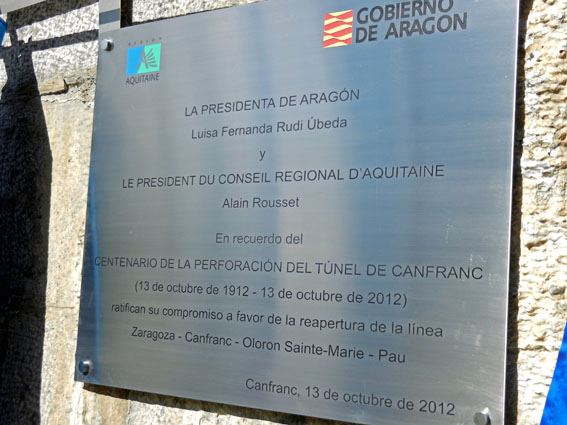 REGION
AQUITAINE
GOBIERNO
DE ARAGON
LA PRESIDENTA DE ARAGÓN
Luisa Fernanda Rudi Úbeda
y
LE PRESIDENT DU CONSEIL REGIONAL D'AQUITAINE
Alain Rousset
En recuerdo del
CENTENARIO DE LA PERFORACIÓN DEL TÚNEL DE CANFRANC
(13 de octubre de 1912 - 13 de octubre de 2012)
ratifican su compromiso a favor de la reapertura de la línea
Zaragoza - Canfranc - Oloron Sainte-Marie - Pau
Canfranc, 13 de octubre de 2012